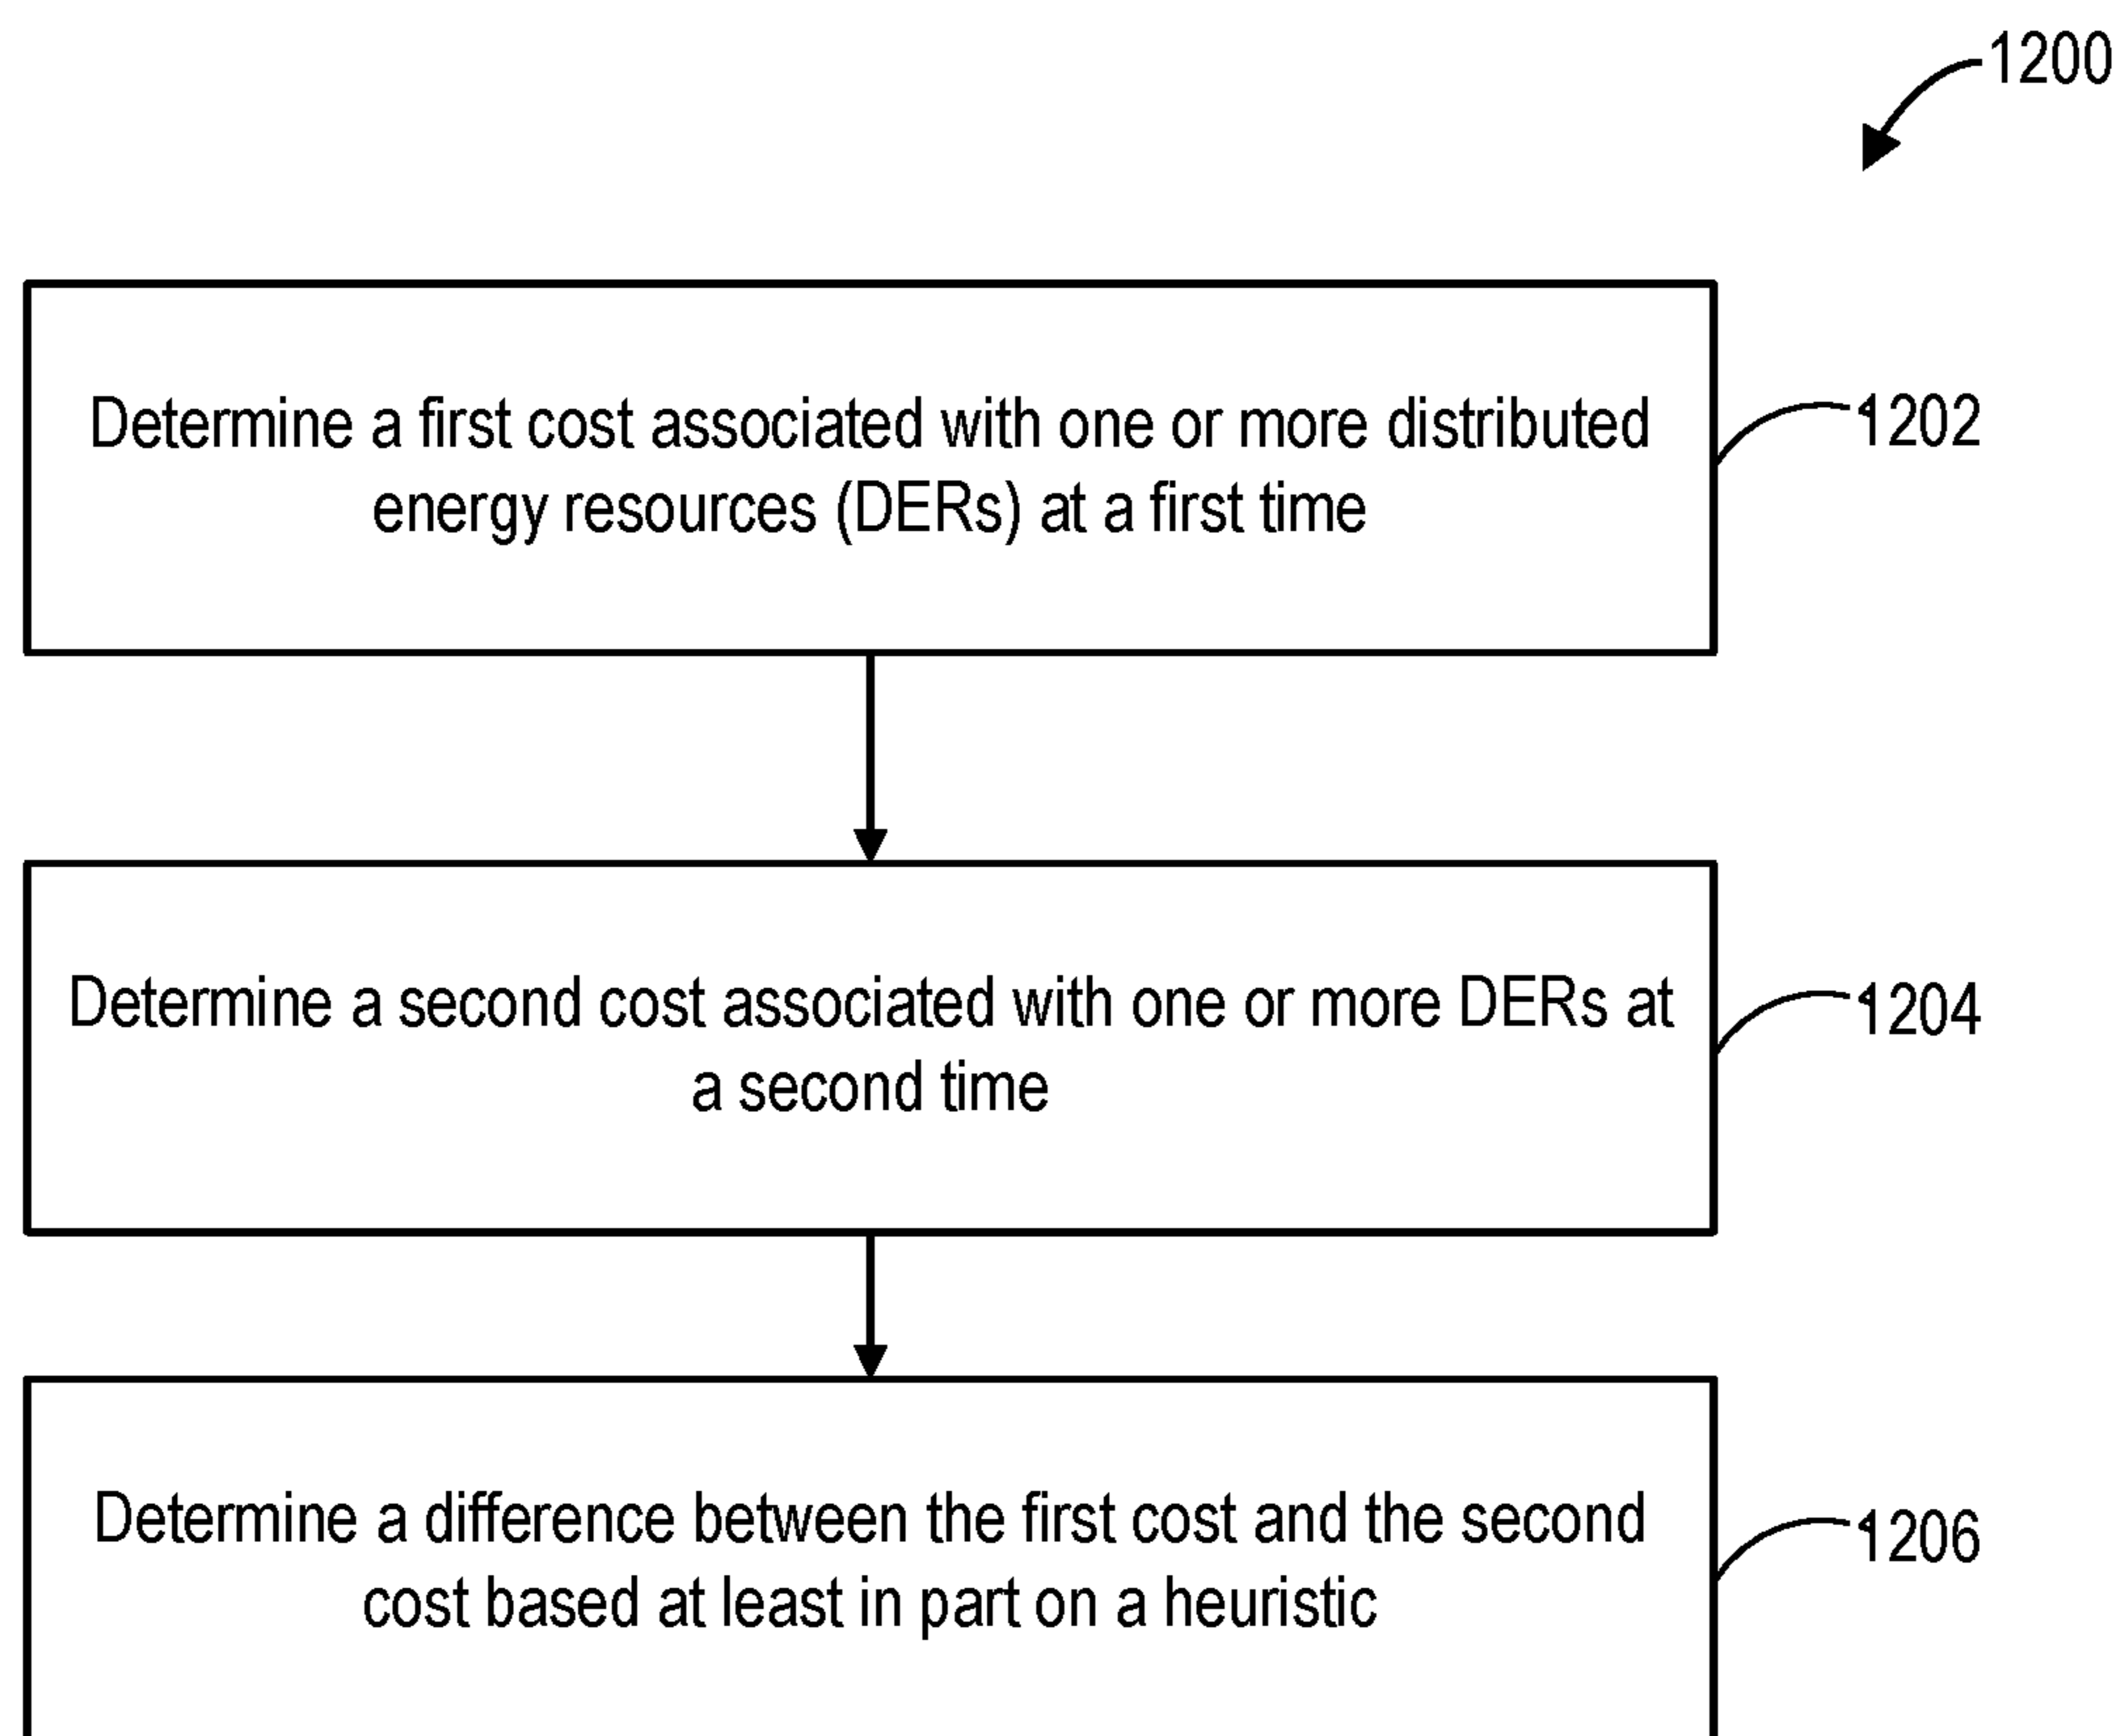 1200
Determine a first cost associated with one or more distributed
energy resources (DERs) at a first time
1202
Determine a second cost associated with one or more DERs at
a second time
1204
Determine a difference between the first cost and the second
cost based at least in part on a heuristic
1206